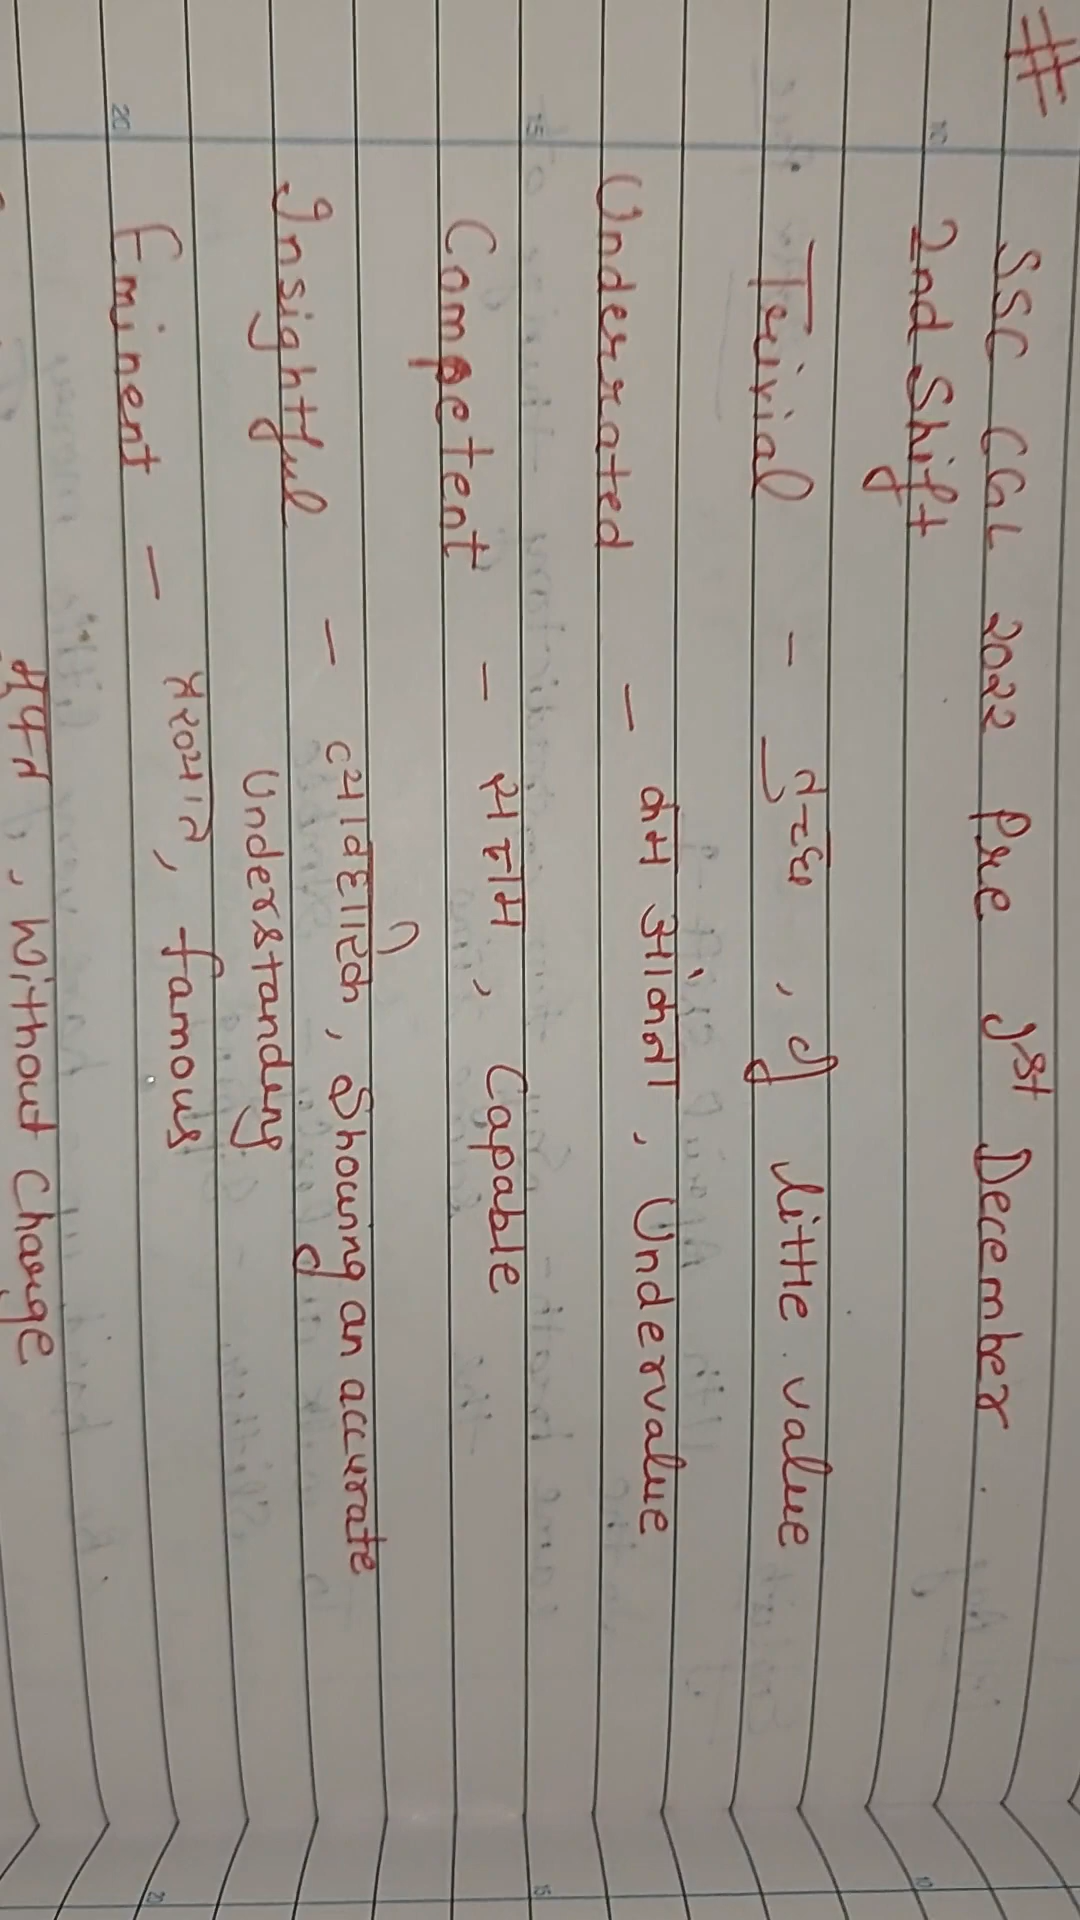 # SSC CGL 2022 Pre 1st December.
2nd Shift
Trivial - तुच्छ, of little value
Underrated - कम आंकना, Undervalue
Competent - सक्षम, Capable
Insightful - व्यावहारिक, Showing an accurate
Understanding
Eminent - famous
, Without Change